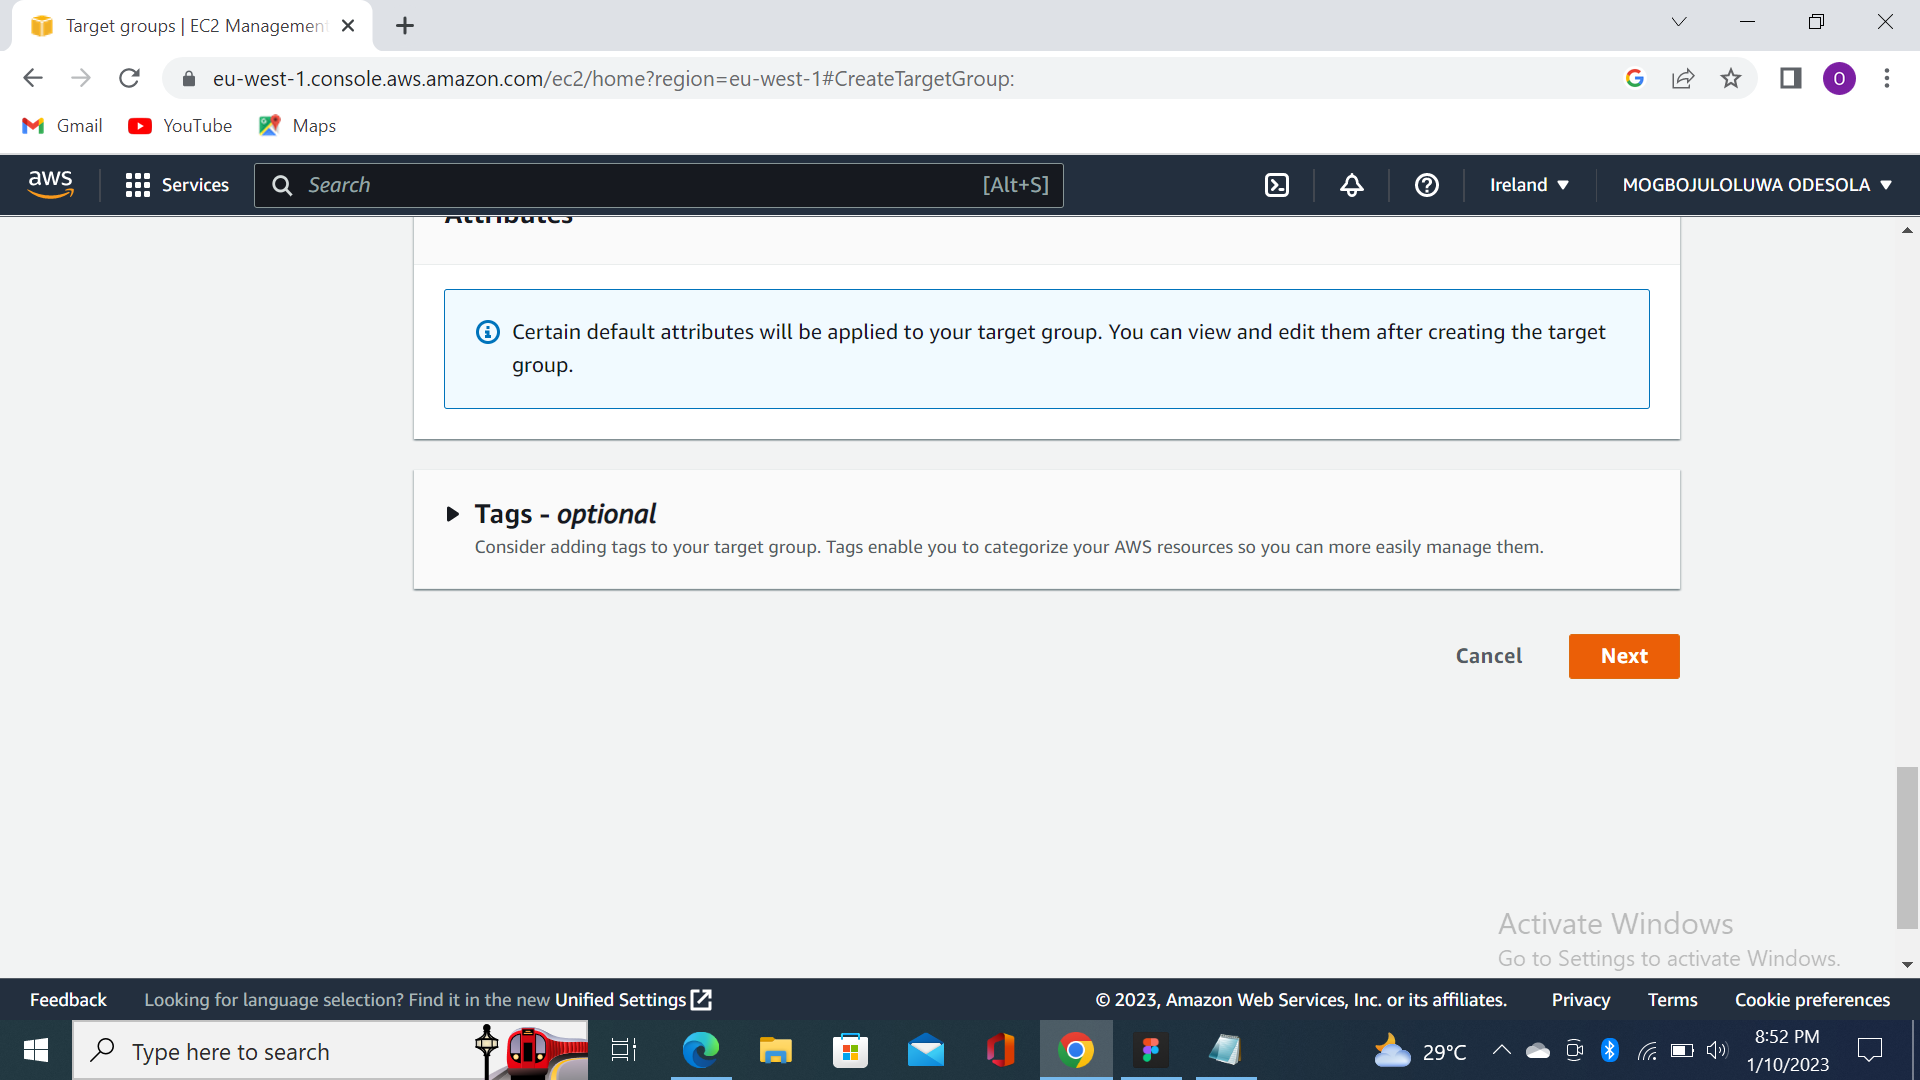 Target groups | EC2 Management
eu-west-1.console.aws.amazon.com/ec2/home?region=eu-west-1#CreateTargetGroup:
O
Gmail YouTube Maps
aws Services Search [Alt+S] Ireland MOGBOJULOLUWA ODESOLA
Attributes
Certain default attributes will be applied to your target group. You can view and edit them after creating the target
group.
Tags - optional
Consider adding tags to your target group. Tags enable you to categorize your AWS resources so you can more easily manage them.
Cancel Next
Activate Windows
Go to Settings to activate Windows.
Feedback Looking for language selection? Find it in the new Unified Settings © 2023, Amazon Web Services, Inc. or its affiliates. Privacy Terms Cookie preferences
Type here to search 29°C 8:52 PM
1/10/2023